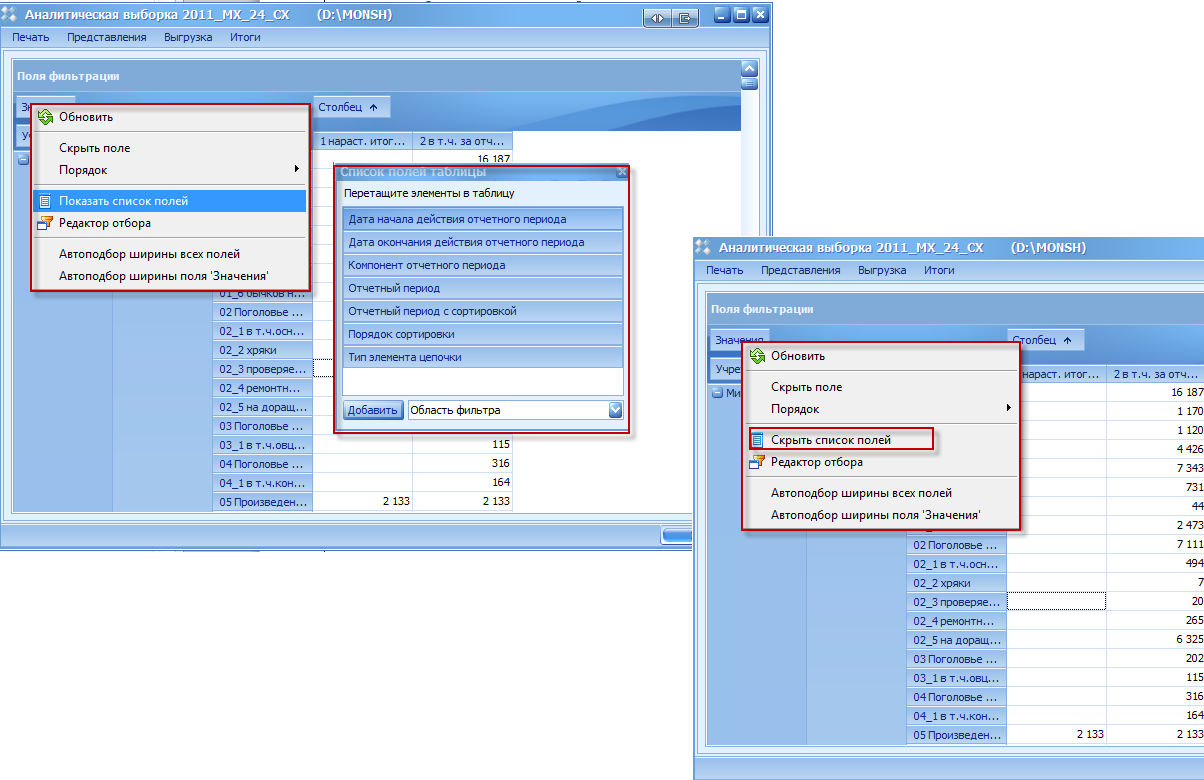 Аналитическая выборка 2011_МХ_24_СХ (D:\MONSH)
Печать Представления Выгрузка Итоги
Поля фильтрации
Столбец
Обновить
Скрыть поле
Порядок
Показать список полей
Редактор отбора
Автоподбор ширины всех полей
Автоподбор ширины поля 'Значения'
1 нараст. итог... 2 в т.ч. за отч...
16 187
Список полей таблицы
Перетащите элементы в таблицу
Дата начала действия отчетного периода
Дата окончания действия отчетного периода
Компонент отчетного периода
Отчетный период
Отчетный период с сортировкой
Порядок сортировки
Тип элемента цепочки
Добавить Область фильтра
01_6 бычков н...
02 Поголовье ...
02_1 в т.ч.осн...
02_2 хряки
02_3 проверяе...
02_4 ремонтн...
02_5 на доращ...
03 Поголовье ...
03_1 в т.ч.овц... 115
04 Поголовье ... 316
04_1 в т.ч.кон... 164
05 Произведен... 2 133 2 133
Аналитическая выборка 2011_МХ_24_СХ (D:\MONSH)
Печать Представления Выгрузка Итоги
Поля фильтрации
Значения Столбец
Обновить
Скрыть поле
Порядок
Скрыть список полей
Редактор отбора
Автоподбор ширины всех полей
Автоподбор ширины поля 'Значения'
нараст. итог... 2 в т.ч. за отч...
16 187
1 170
1 120
4 426
7 343
731
44
2 473
02 Поголовье ... 7 111
02_1 в т.ч.осн... 494
02_2 хряки 7
02_3 проверяе... 20
02_4 ремонтн... 265
02_5 на доращ... 6 325
03 Поголовье ... 202
03_1 в т.ч.овц... 115
04 Поголовье ... 316
04_1 в т.ч.кон... 164
05 Произведен... 2 133 2 133